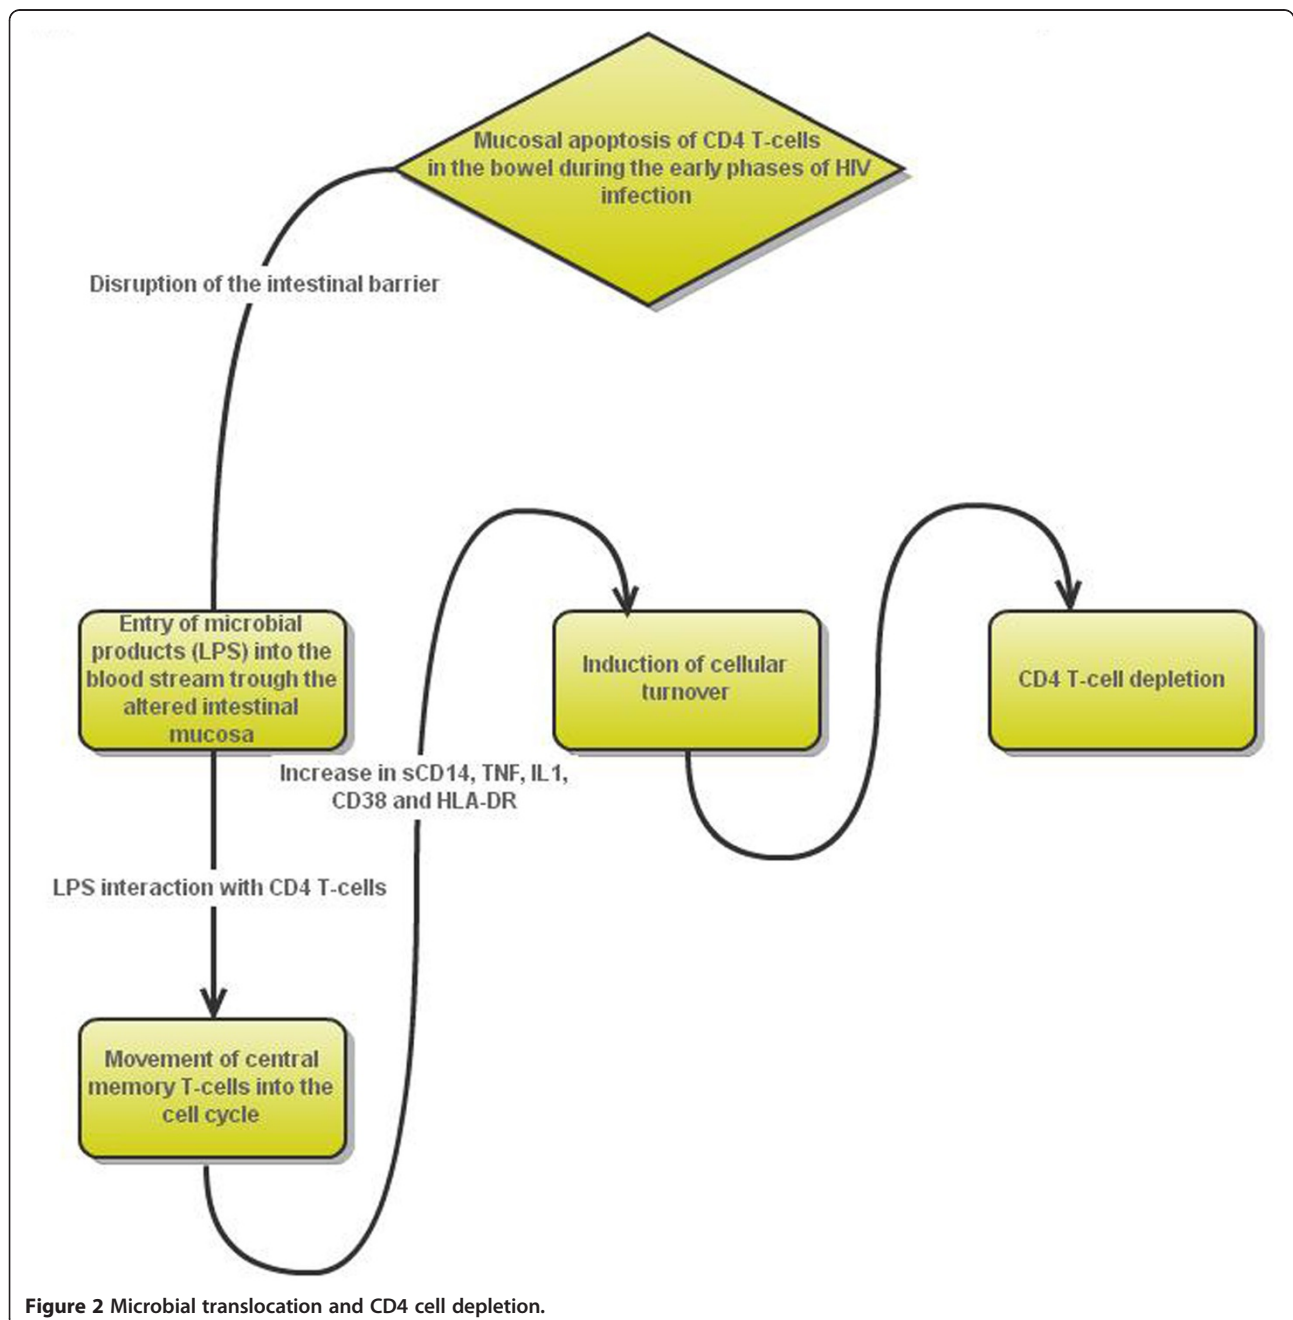 Mucosal apoptosis of CD4 T-cells
in the bowel during the early phases of HIV
infection
Disruption of the intestinal barrier
Entry of microbial
products (LPS) into the
blood stream trough the
altered intestinal
mucosa
Induction of cellular
turnover
CD4 T-cell depletion
Increase in sCD14, TNF, IL1,
CD38 and HLA-DR
LPS interaction with CD4 T-cells
Movement of central
memory T-cells into the
cell cycle
Figure 2 Microbial translocation and CD4 cell depletion.